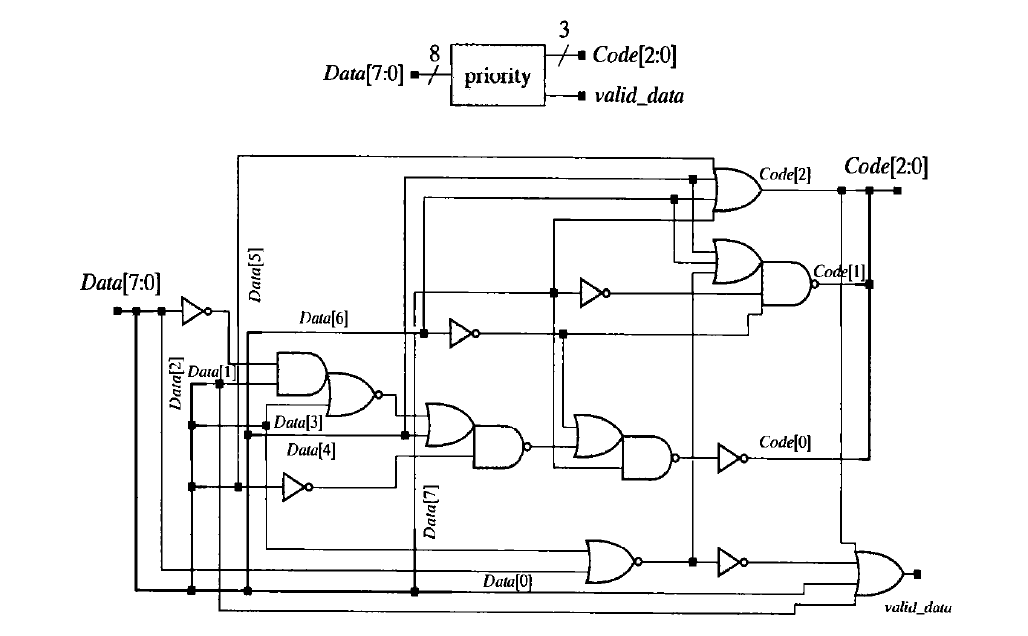 3
8
Code[2:0]
Data[7:0]
priority
valid_data
Code[2:0]
Code[2]
Data[5]
Code[1]
Data[7:0]
Data[6]
Data[2]
Data[1]
Data[3]
Data[4]
Code[0]
Data[7]
Data[0]
valid_data